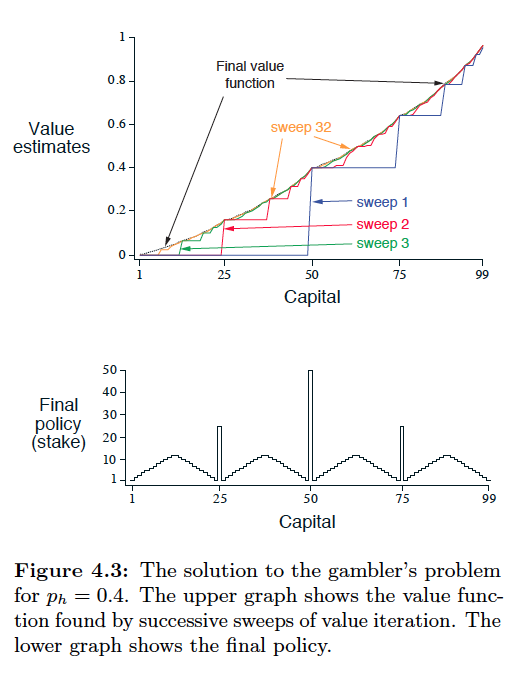 1
Final value
function
0.8
Value
estimates
0.6
sweep 32
0.4
sweep 1
0.2
sweep 2
sweep 3
0
1 25 50 75 99
Capital
50
40
Final
policy
(stake)
30
20
10
1
1 25 50 75 99
Capital
Figure 4.3: The solution to the gambler's problem
for pₕ = 0.4. The upper graph shows the value func-
tion found by successive sweeps of value iteration. The
lower graph shows the final policy.